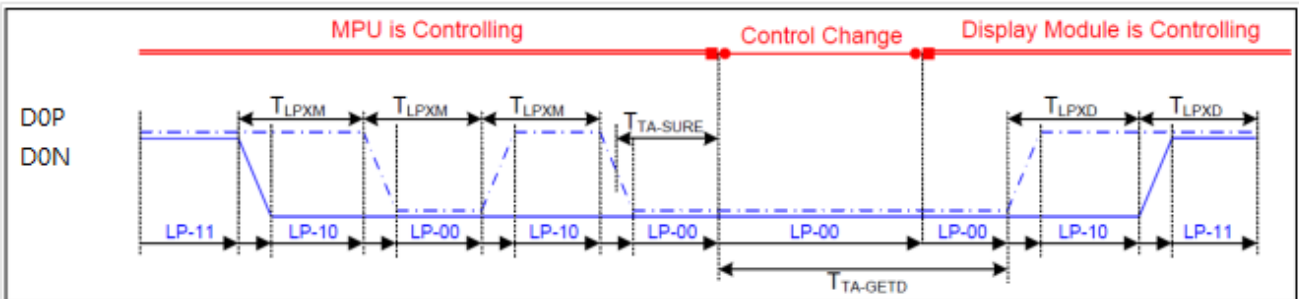 MPU is Controlling Control Change Display Module is Controlling
D0P TLPXM TLPXM TLPXM TTA-SURE TLPXD TLPXD
D0N
LP-11 LP-10 LP-00 LP-10 LP-00 LP-00 LP-00 LP-10 LP-11
TTA-GETD